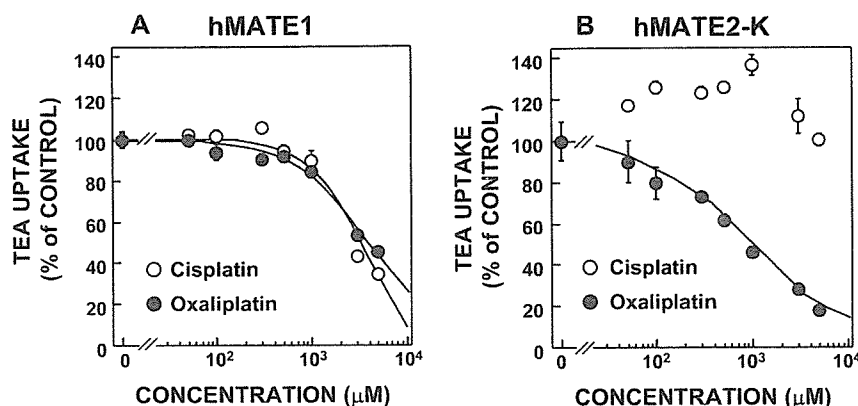 A hMATE1
TEA UPTAKE
(% of CONTROL)
140
120
100
80
60
40
20
0
Cisplatin
Oxaliplatin
0 10² 10³ 10⁴
CONCENTRATION (μM)
B hMATE2-K
TEA UPTAKE
(% of CONTROL)
140
120
100
80
60
40
20
0
Cisplatin
Oxaliplatin
0 10² 10³ 10⁴
CONCENTRATION (μM)